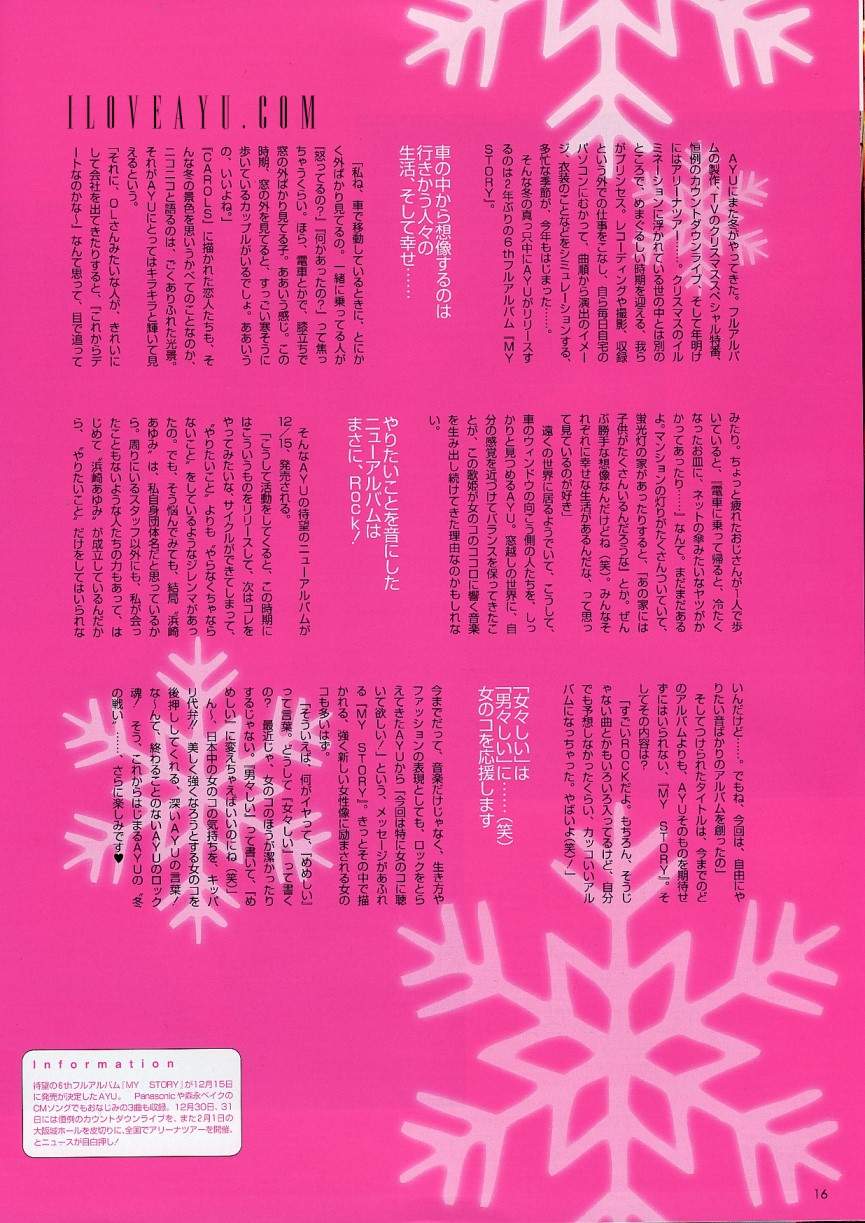 ILOVEAYU.COM
AYUにまた冬がやってきた。フルアルバ
ムの製作、TVのクリスマススペシャル特番、
恒例のカウントダウンライブ、そして年明け
にはアリーナツアー……。クリスマスのイル
ミネーションに浮かれている世の中とは別の
ところで、めまぐるしい時期を迎える、我ら
がプリンセス。レコーディングや撮影、収録
という外での仕事をこなし、自ら毎日自宅の
パソコンにむかって、曲順から演出のイメー
ジ、衣装のことなどをシミュレーションする、
多忙な季節が、今年もはじまった……。
そんな冬の真っ只中にAYUがリリースす
るのは2年ぶりの6thフルアルバム『MY
STORY』。
車の中から想像するのは
行きかう人々の
生活、そして幸せ……
「私ね、車で移動しているときに、とにか
く外ばかり見てるの。一緒に乗ってる人が
『怒ってるの?』『何かあったの?』って焦っ
ちゃうくらい。ほら、電車とかで、膝立ちで
窓の外ばかり見てる子。ああいう感じ。この
時期、窓の外を見てると、すっごい寒そうに
歩いているカップルがいるでしょ。ああいう
の、いいよね。」
『CAROLS』に描かれた恋人たちも、そ
んな冬の景色を思いうかべてのことなのか、
ニコニコと語るのは、ごくありふれた光景。
それがAYUにとってはキラキラと輝いて見
えるという。
「それに、OLさんみたいな人が、きれいに
して会社を出てきたりすると、『これからデ
ートなのかな〜』なんて思って、目で追って
みたり。ちょっと疲れたおじさんが1人で歩
いていると、『電車に乗って帰ると、冷たく
なったお皿に、ネットの傘みたいなヤツがか
かってあったり……』なんて。まだまだある
よ。マンションの灯りがたくさんついていて、
蛍光灯の家があったりすると、『あの家には
子供がたくさんいるんだろうな』とか。ぜん
ぶ勝手な想像なんだけどね(笑)。みんなそ
れぞれに幸せな生活があるんだな、って思っ
て見ているのが好き」
遠くの世界に居るようでいて、こうして、
車のウィンドウの向こう側の人たちを、しっ
かりと見つめるAYU。窓越しの世界に、自
分の感覚を近づけてバランスを保ってきたこ
とが、この歌姫が女のコのココロに響く音楽
を生み出し続けてきた理由なのかもしれな
い。
やりたいことを音にした
ニューアルバムは
まさに、Rock!
そんなAYUの待望のニューアルバムが
12/15、発売される。
「こうして活動をしてくると、この時期に
はこういうものをリリースして、次はコレを
やってみたいな、サイクルができてしまって、
〝やりたいこと〟よりも〝やらなくちゃなら
ないこと〟をしているようなジレンマがあっ
たの。でも、そう悩んでみても、結局〝浜崎
あゆみ〟は、私自身団体名だと思っているか
ら。周りにいるスタッフ以外にも、私が会っ
たこともないような人たちの力もあって、は
じめて〝浜崎あゆみ〟が成立しているんだか
ら、〝やりたいこと〟だけをしてはいられな
いんだけど……。でもね、今回は、自由にや
りたい音ばかりのアルバムを創ったの」
そしてつけられたタイトルは、今までのど
のアルバムよりも、AYUそのものを期待せ
ずにはいられない、『MY STORY』。そ
してその内容は?
「すごいROCKだよ。もちろん、そうじ
ゃない曲とかもいろいろ入ってるけど、自分
でも予想しなかったくらい、カッコいいアル
バムになっちゃった。やばいよ(笑)!」
「女々しい」は
「男々しい」に……(笑)
女のコを応援します
今までだって、音楽だけじゃなく、生き方や
ファッションの表現としても、ロックをとら
えてきたAYUから「今回は特に女のコに聴
いて欲しい!」という、メッセージがあふれ
る『MY STORY』。きっとその中で描
かれる、強く新しい女性像に励まされる女の
コも多いはず。
「そういえば、何がイヤって、『めめしい』
って言葉。どうして『女々しい』って書く
の? 最近じゃ、女のコのほうが潔かったり
するじゃない。『男々しい』って書いて、『め
めしい』に変えちゃえばいいのにね(笑)」
ん〜、日本中の女のコの気持ちを、キッパ
リ代弁!! 美しく強くなろうとする女のコを
後押ししてくれる、深いAYUの言葉!
な〜んて、終わることのないAYUのロック
魂! そう、これからはじまるAYUの〝冬
の戦い〟……、さらに楽しみです♥
Information
待望の6thフルアルバム「MY STORY」が12月15日
に発売が決定したAYU。 Panasonicや森永ベイクの
CMソングでもおなじみの3曲も収録。12月30日、31
日には恒例のカウントダウンライブを、また2月1日の
大阪城ホールを皮切りに、全国でアリーナツアーを開催、
とニュースが目白押し!
16